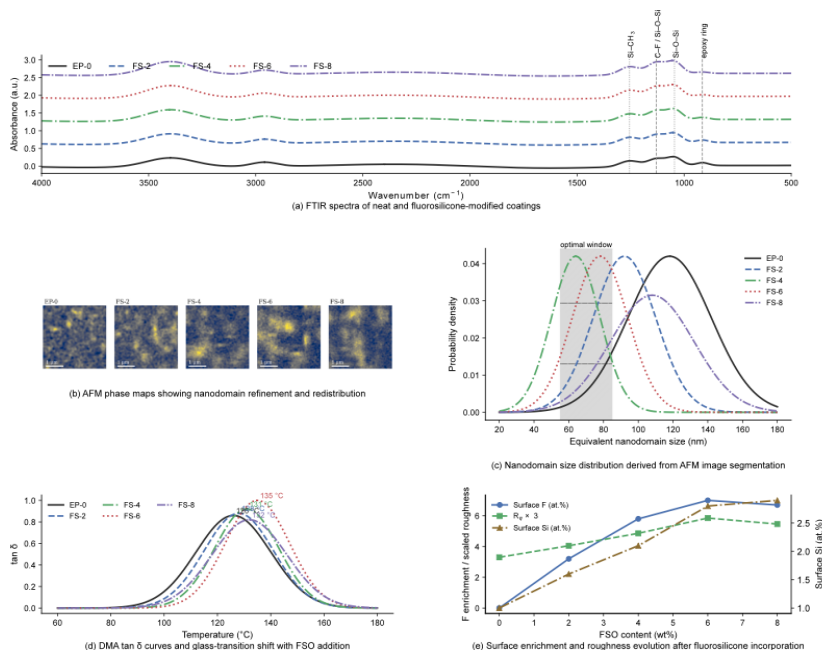 Si–CH₃
C–F / Si–O–Si
Si–O–Si
epoxy ring
EP-0 FS-2 FS-4 FS-6 FS-8
Absorbance (a.u.)
3.0
2.5
2.0
1.5
1.0
0.5
0.0
4000 3500 3000 2500 2000 1500 1000 500
Wavenumber (cm⁻¹)
(a) FTIR spectra of neat and fluorosilicone-modified coatings
EP-0 FS-2 FS-4 FS-6 FS-8
(b) AFM phase maps showing nanodomain refinement and redistribution
optimal window
EP-0
FS-2
FS-4
FS-6
FS-8
Probability density
0.04
0.03
0.02
0.01
0.00
20 40 60 80 100 120 140 160 180
Equivalent nanodomain size (nm)
(c) Nanodomain size distribution derived from AFM image segmentation
EP-0 FS-4 FS-8
FS-2 FS-6
135 °C
tan δ
1.0
0.8
0.6
0.4
0.2
0.0
60 80 100 120 140 160 180
Temperature (°C)
(d) DMA tan δ curves and glass-transition shift with FSO addition
Surface F (at.%)
R_q × 3
Surface Si (at.%)
F enrichment / scaled roughness
6
4
2
0
2.5
2.0
1.5
1.0
Surface Si (at.%)
0 2 4 6 8
FSO content (wt%)
(e) Surface enrichment and roughness evolution after fluorosilicone incorporation